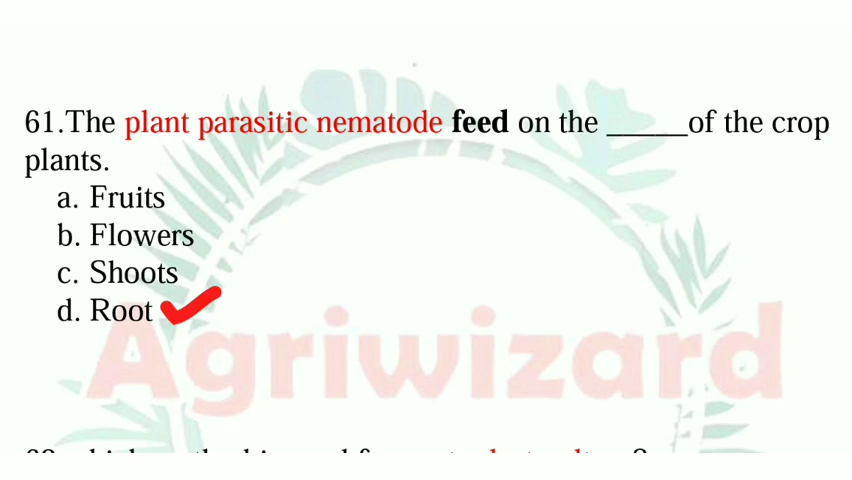 61.The plant parasitic nematode feed on the _____of the crop
plants.
a. Fruits
b. Flowers
c. Shoots
d. Root
Agriwizard